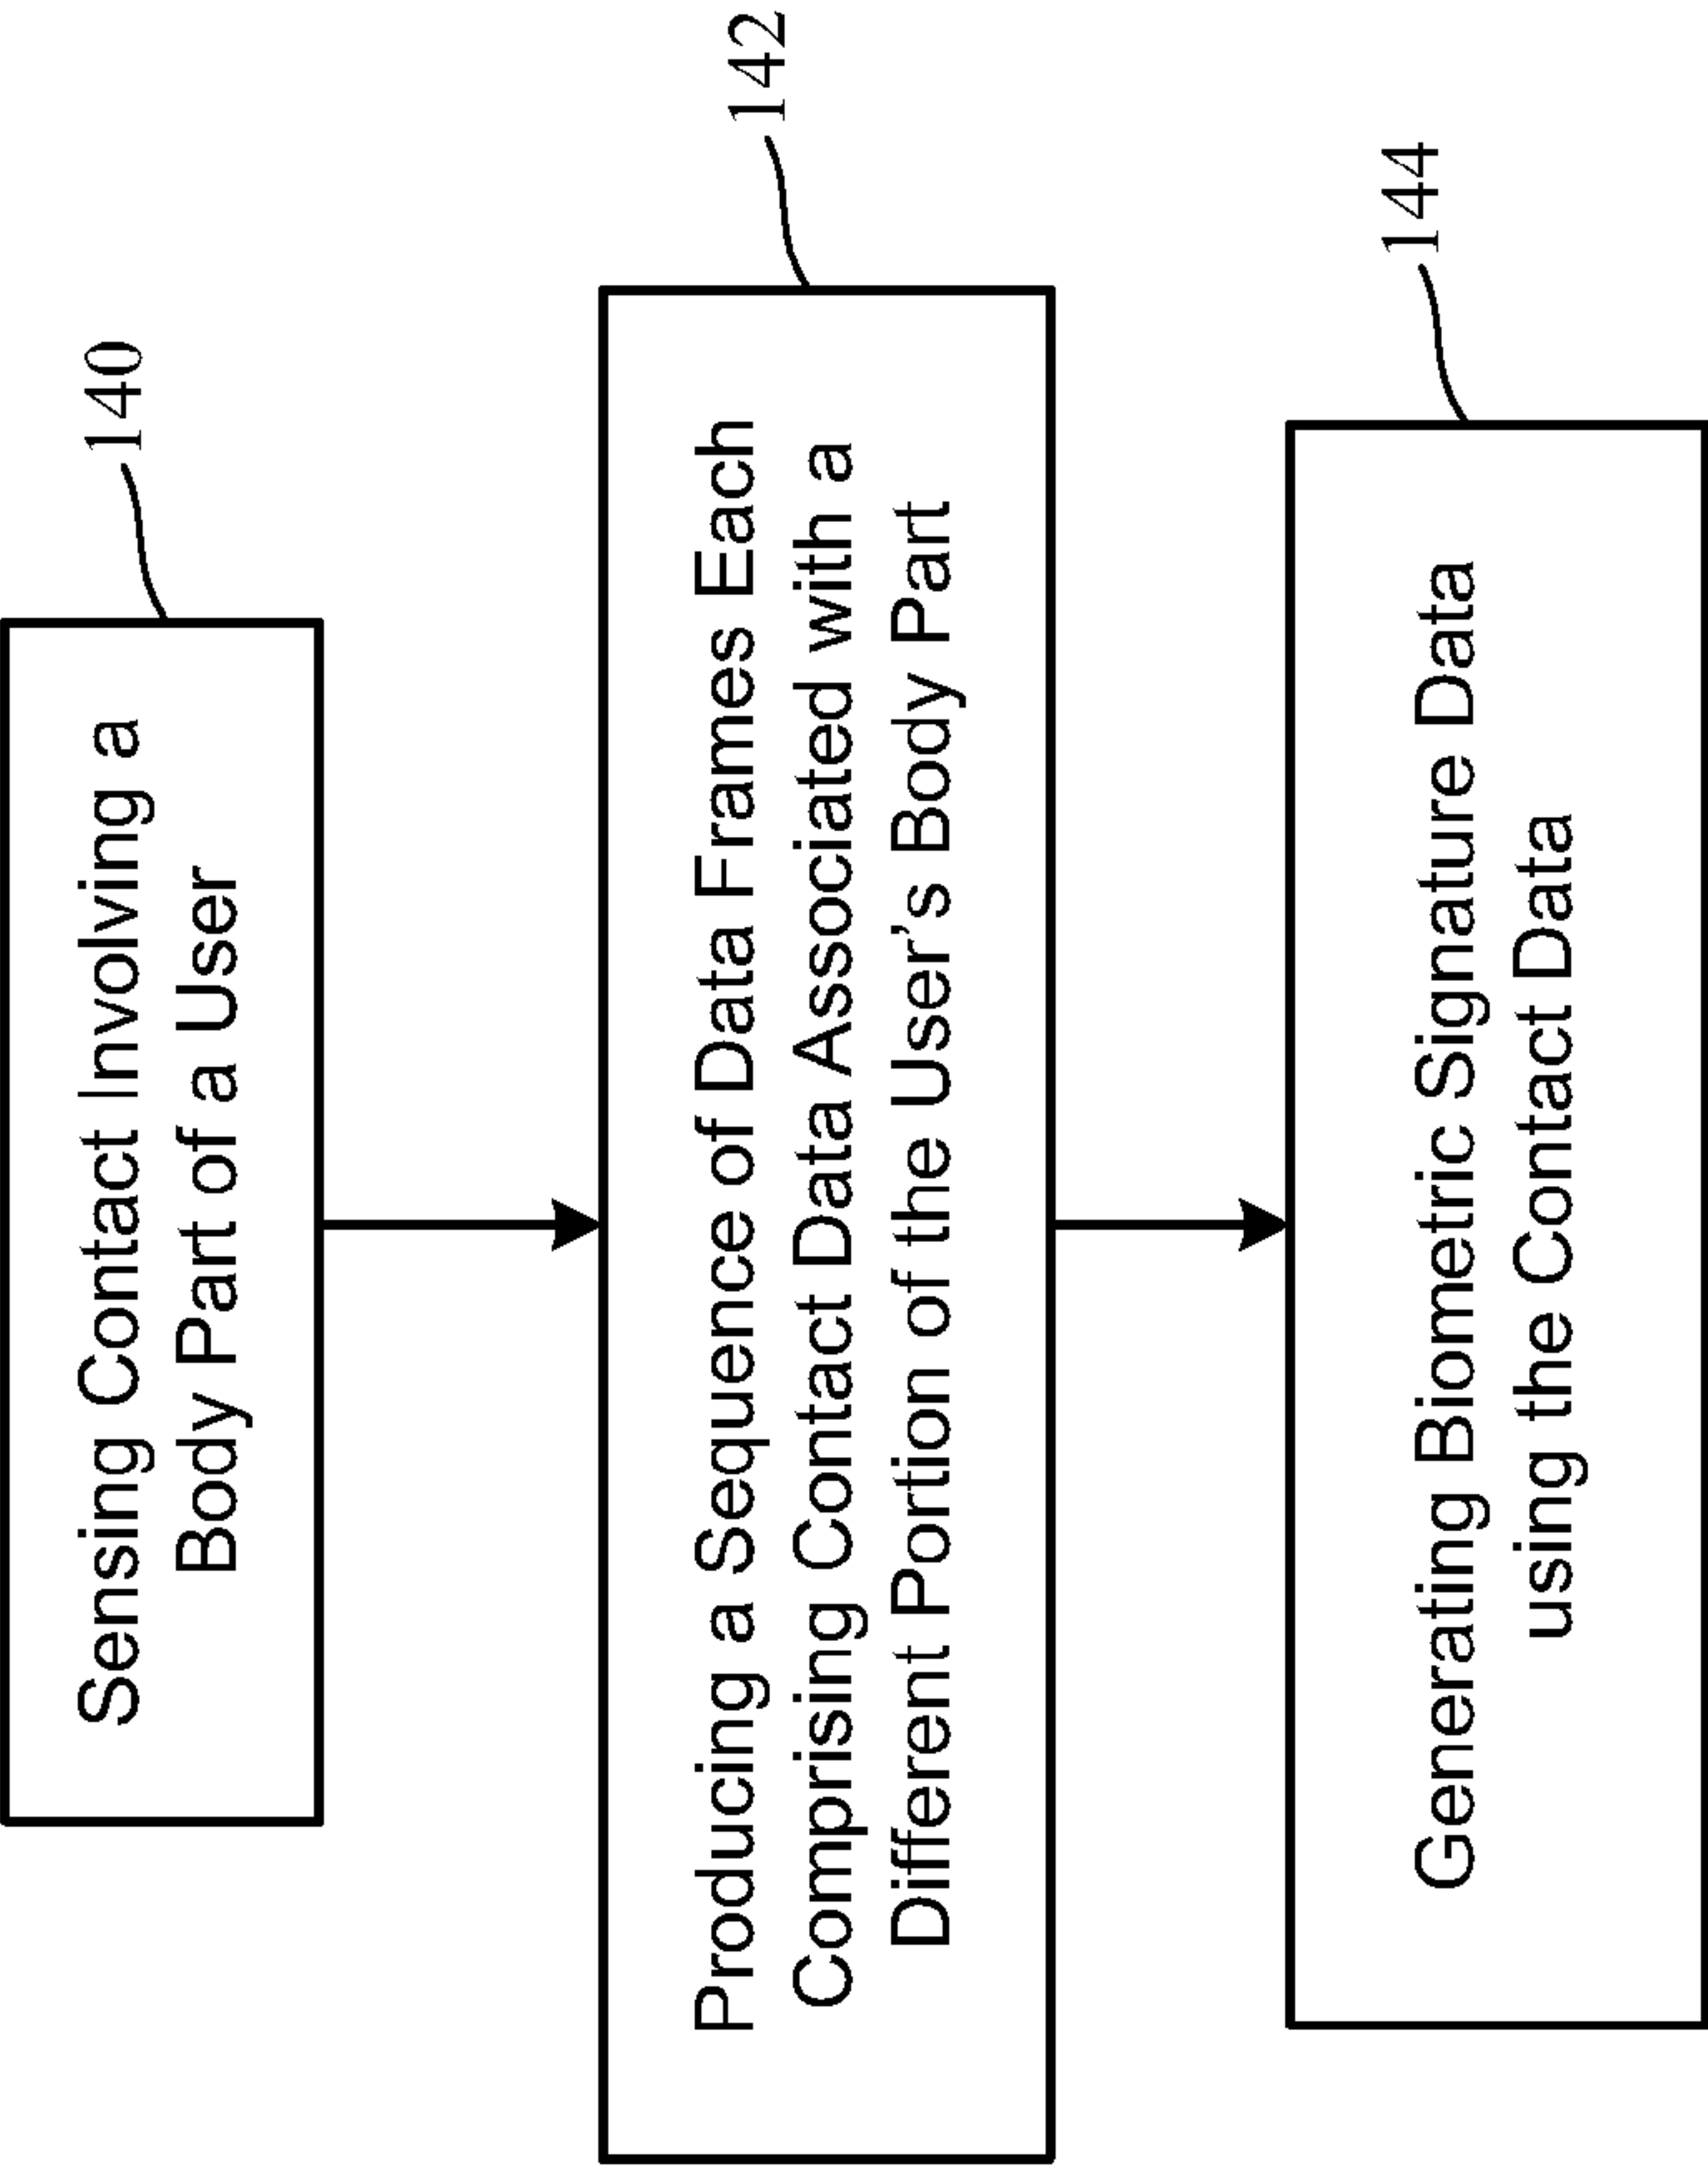 140
Sensing Contact Involving a
Body Part of a User
142
Producing a Sequence of Data Frames Each
Comprising Contact Data Associated with a
Different Portion of the User's Body Part
144
Generating Biometric Signature Data
using the Contact Data